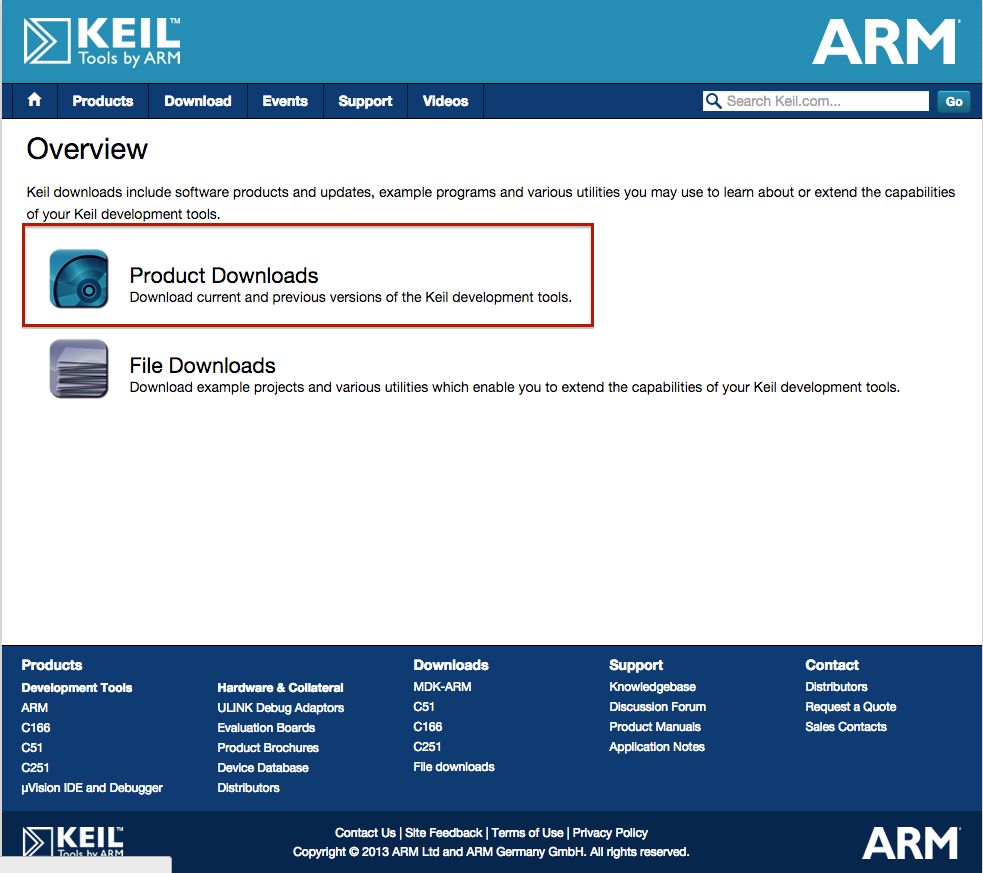 KEIL™
Tools by ARM
ARM®
Products
Download
Events
Support
Videos
Search Keil.com...
Go
Overview
Keil downloads include software products and updates, example programs and various utilities you may use to learn about or extend the capabilities
of your Keil development tools.
Product Downloads
Download current and previous versions of the Keil development tools.
File Downloads
Download example projects and various utilities which enable you to extend the capabilities of your Keil development tools.
Products
Development Tools
ARM
C166
C51
C251
µVision IDE and Debugger
Hardware & Collateral
ULINK Debug Adaptors
Evaluation Boards
Product Brochures
Device Database
Distributors
Downloads
MDK-ARM
C51
C166
C251
File downloads
Support
Knowledgebase
Discussion Forum
Product Manuals
Application Notes
Contact
Distributors
Request a Quote
Sales Contacts
KEIL™
Tools by ARM
Contact Us | Site Feedback | Terms of Use | Privacy Policy
Copyright © 2013 ARM Ltd and ARM Germany GmbH. All rights reserved.
ARM®